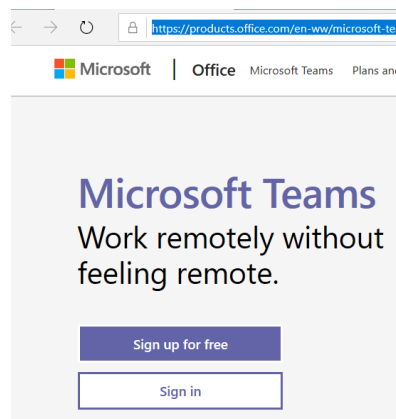 https://products.office.com/en-ww/microsoft-te
Microsoft | Office Microsoft Teams Plans an
Microsoft Teams
Work remotely without
feeling remote.
Sign up for free
Sign in